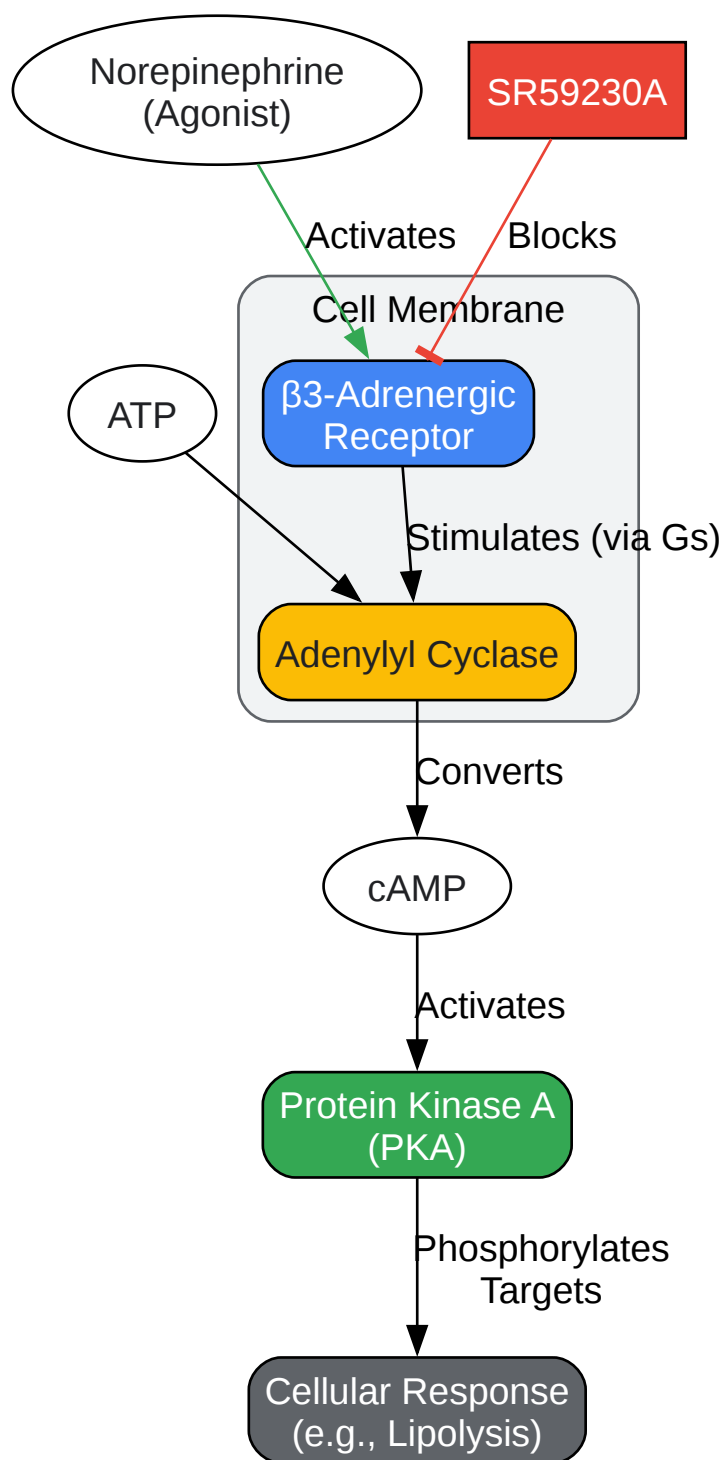 Norepinephrine
(Agonist)
SR59230A
Activates
Blocks
Cell Membrane
β3-Adrenergic
Receptor
ATP
Stimulates (via Gs)
Adenylyl Cyclase
Converts
cAMP
Activates
Protein Kinase A
(PKA)
Phosphorylates
Targets
Cellular Response
(e.g., Lipolysis)